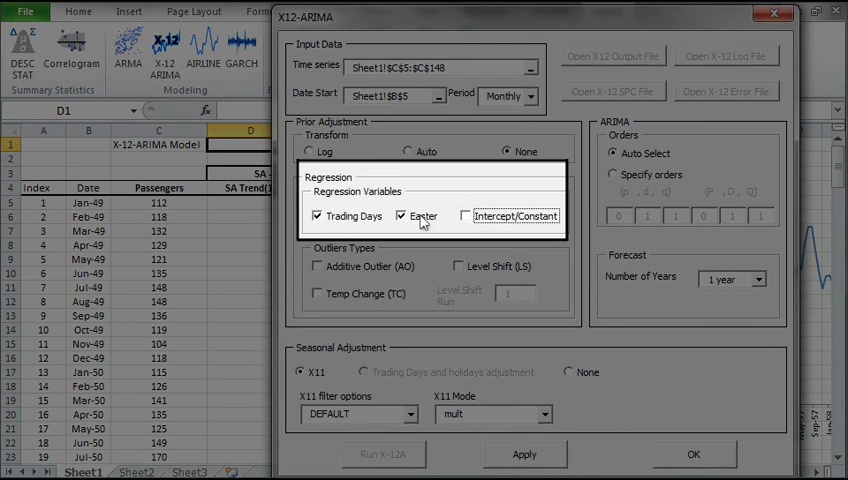 X12-ARIMA
File
Home
Insert
Page Layout
DESC
STAT
Correlogram
X-12
X-12
ARIMA
ARMA
AIRLINE
GARCH
Summary Statistics
Modeling
D1
fx
A
B
C
D
1
X-12-ARIMA Model
2
3
4
Index
Date
Passengers
SA Trend(1
5
1
Jan-49
112
6
2
Feb-49
118
7
3
Mar-49
132
8
4
Apr-49
129
9
5
May-49
121
10
6
Jun-49
135
11
7
Jul-49
148
12
8
Aug-49
148
13
9
Sep-49
136
14
10
Oct-49
119
15
11
Nov-49
104
16
12
Dec-49
118
17
13
Jan-50
115
18
14
Feb-50
126
19
15
Mar-50
141
20
16
Apr-50
135
21
17
May-50
125
22
18
Jun-50
149
23
19
Jul-50
170
Sheet1
Sheet2
Sheet3
Input Data
Time series
Sheet1!$C$5:$C$148
Date Start
Sheet1!$B$5
Period
Monthly
Open X12 Output File
Open X-12 Log File
Open X-12 SPC File
Open X-12 Error File
Prior Adjustment
Transform
Log
Auto
None
Regression
Regression Variables
Trading Days
Easter
Intercept/Constant
Outliers Types
Additive Outlier (AO)
Level Shift (LS)
Temp Change (TC)
Level Shift
Run
1
ARIMA
Orders
Auto Select
Specify orders
(p , d , q)
(P , D , Q)
0
1
1
0
1
1
Forecast
Number of Years
1 year
Seasonal Adjustment
X11
Trading Days and holidays adjustment
None
X11 filter options
X11 Mode
DEFAULT
mult
Run X-12A
Apply
OK
Sep-57
Jan-58